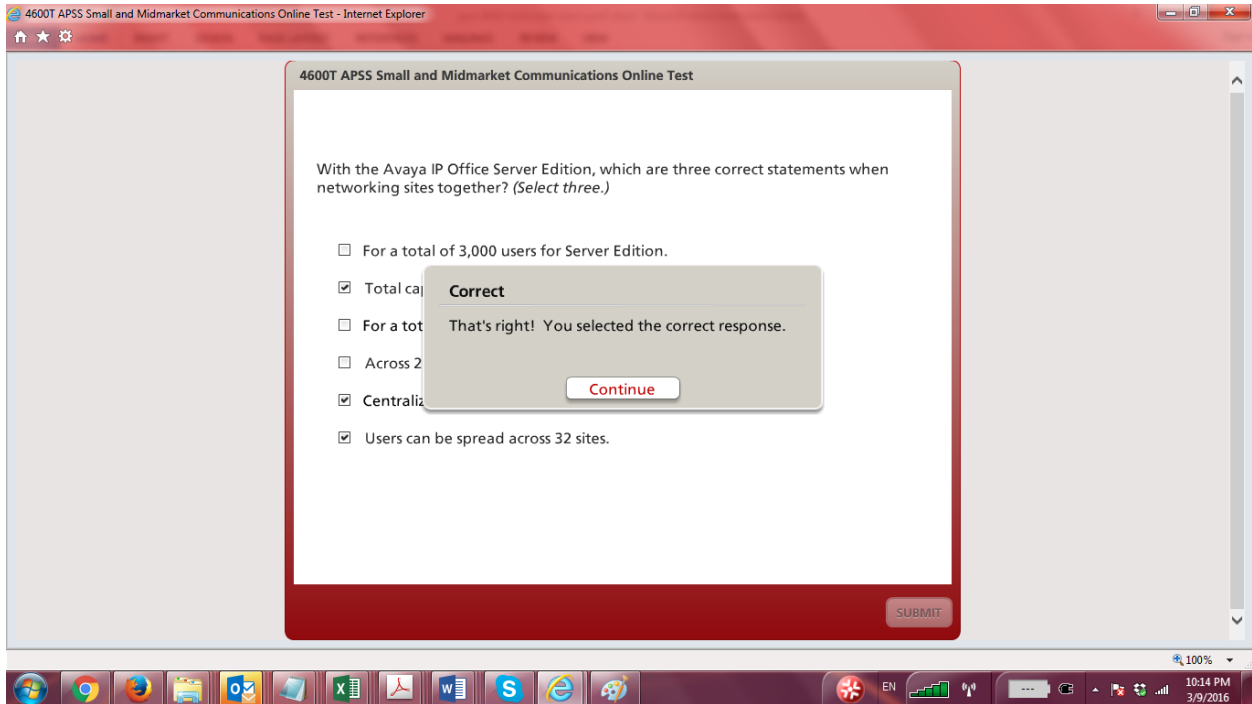 4600T APSS Small and Midmarket Communications Online Test - Internet Explorer
4600T APSS Small and Midmarket Communications Online Test
With the Avaya IP Office Server Edition, which are three correct statements when
networking sites together? (Select three.)
For a total of 3,000 users for Server Edition.
Total ca
Correct
For a tot
That's right! You selected the correct response.
Across 2
Continue
Centraliz
Users can be spread across 32 sites.
SUBMIT
100%
EN
10:14 PM
3/9/2016